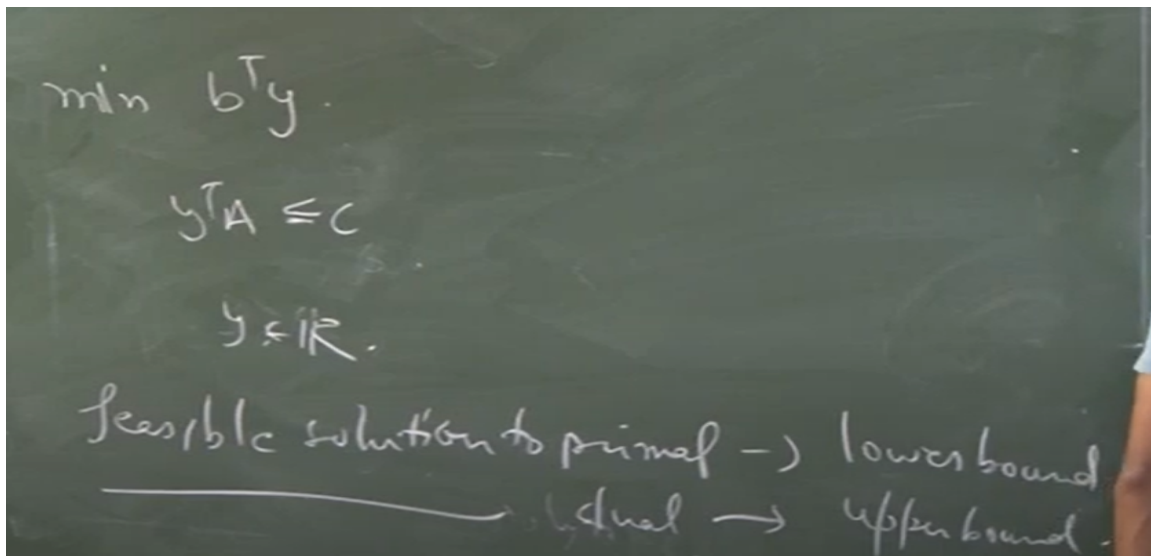 min bᵀy.
yᵀA ≤ C
y ∈ ℝ.
feasible solution to primal → lower bound
dual → upper bound.